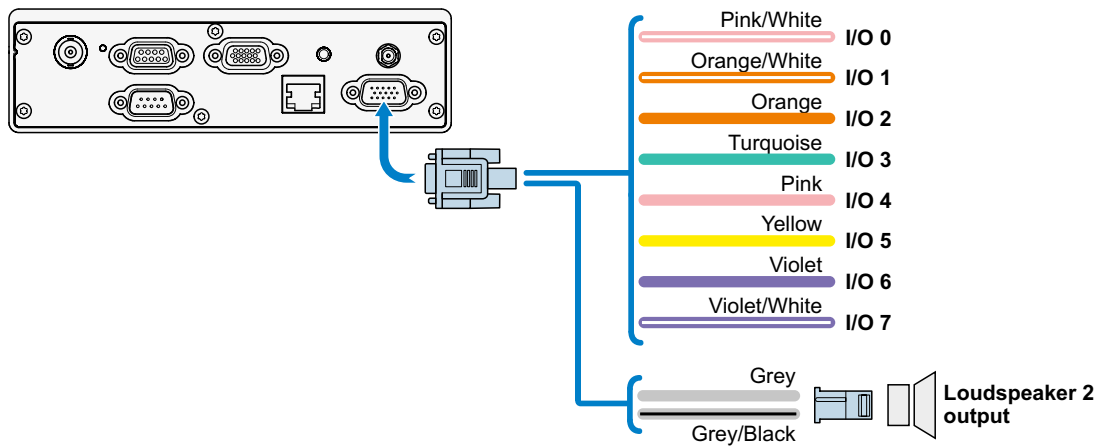 Pink/White
I/O 0
Orange/White
I/O 1
Orange
I/O 2
Turquoise
I/O 3
Pink
I/O 4
Yellow
I/O 5
Violet
I/O 6
Violet/White
I/O 7
Grey
Grey/Black
Loudspeaker 2
output